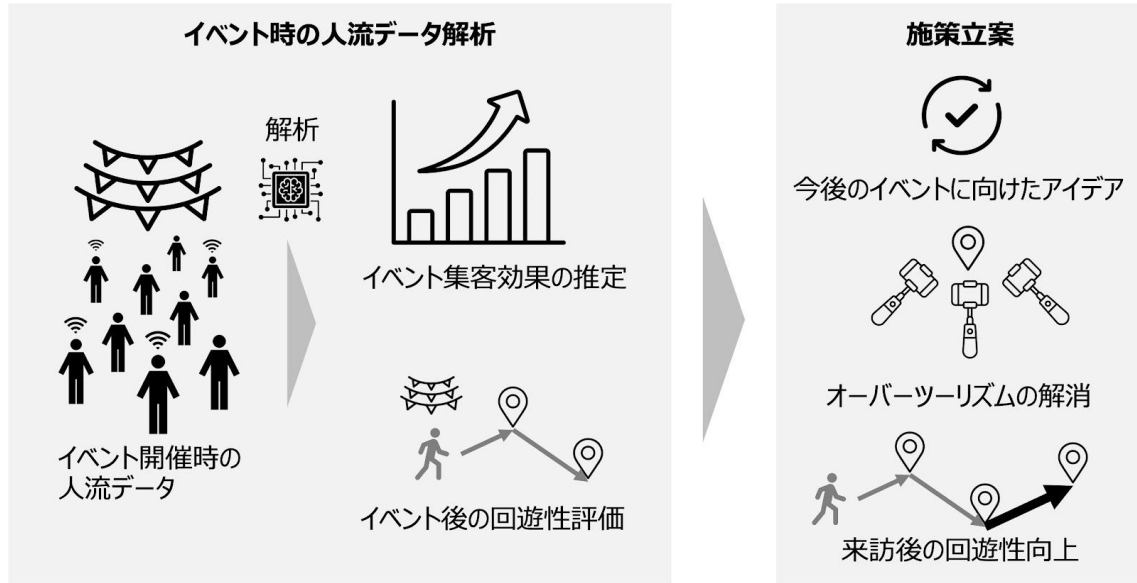 イベント時の人流データ解析
解析
イベント集客効果の推定
イベント開催時の
人流データ
イベント後の回遊性評価
施策立案
今後のイベントに向けたアイデア
オーバーツーリズムの解消
来訪後の回遊性向上